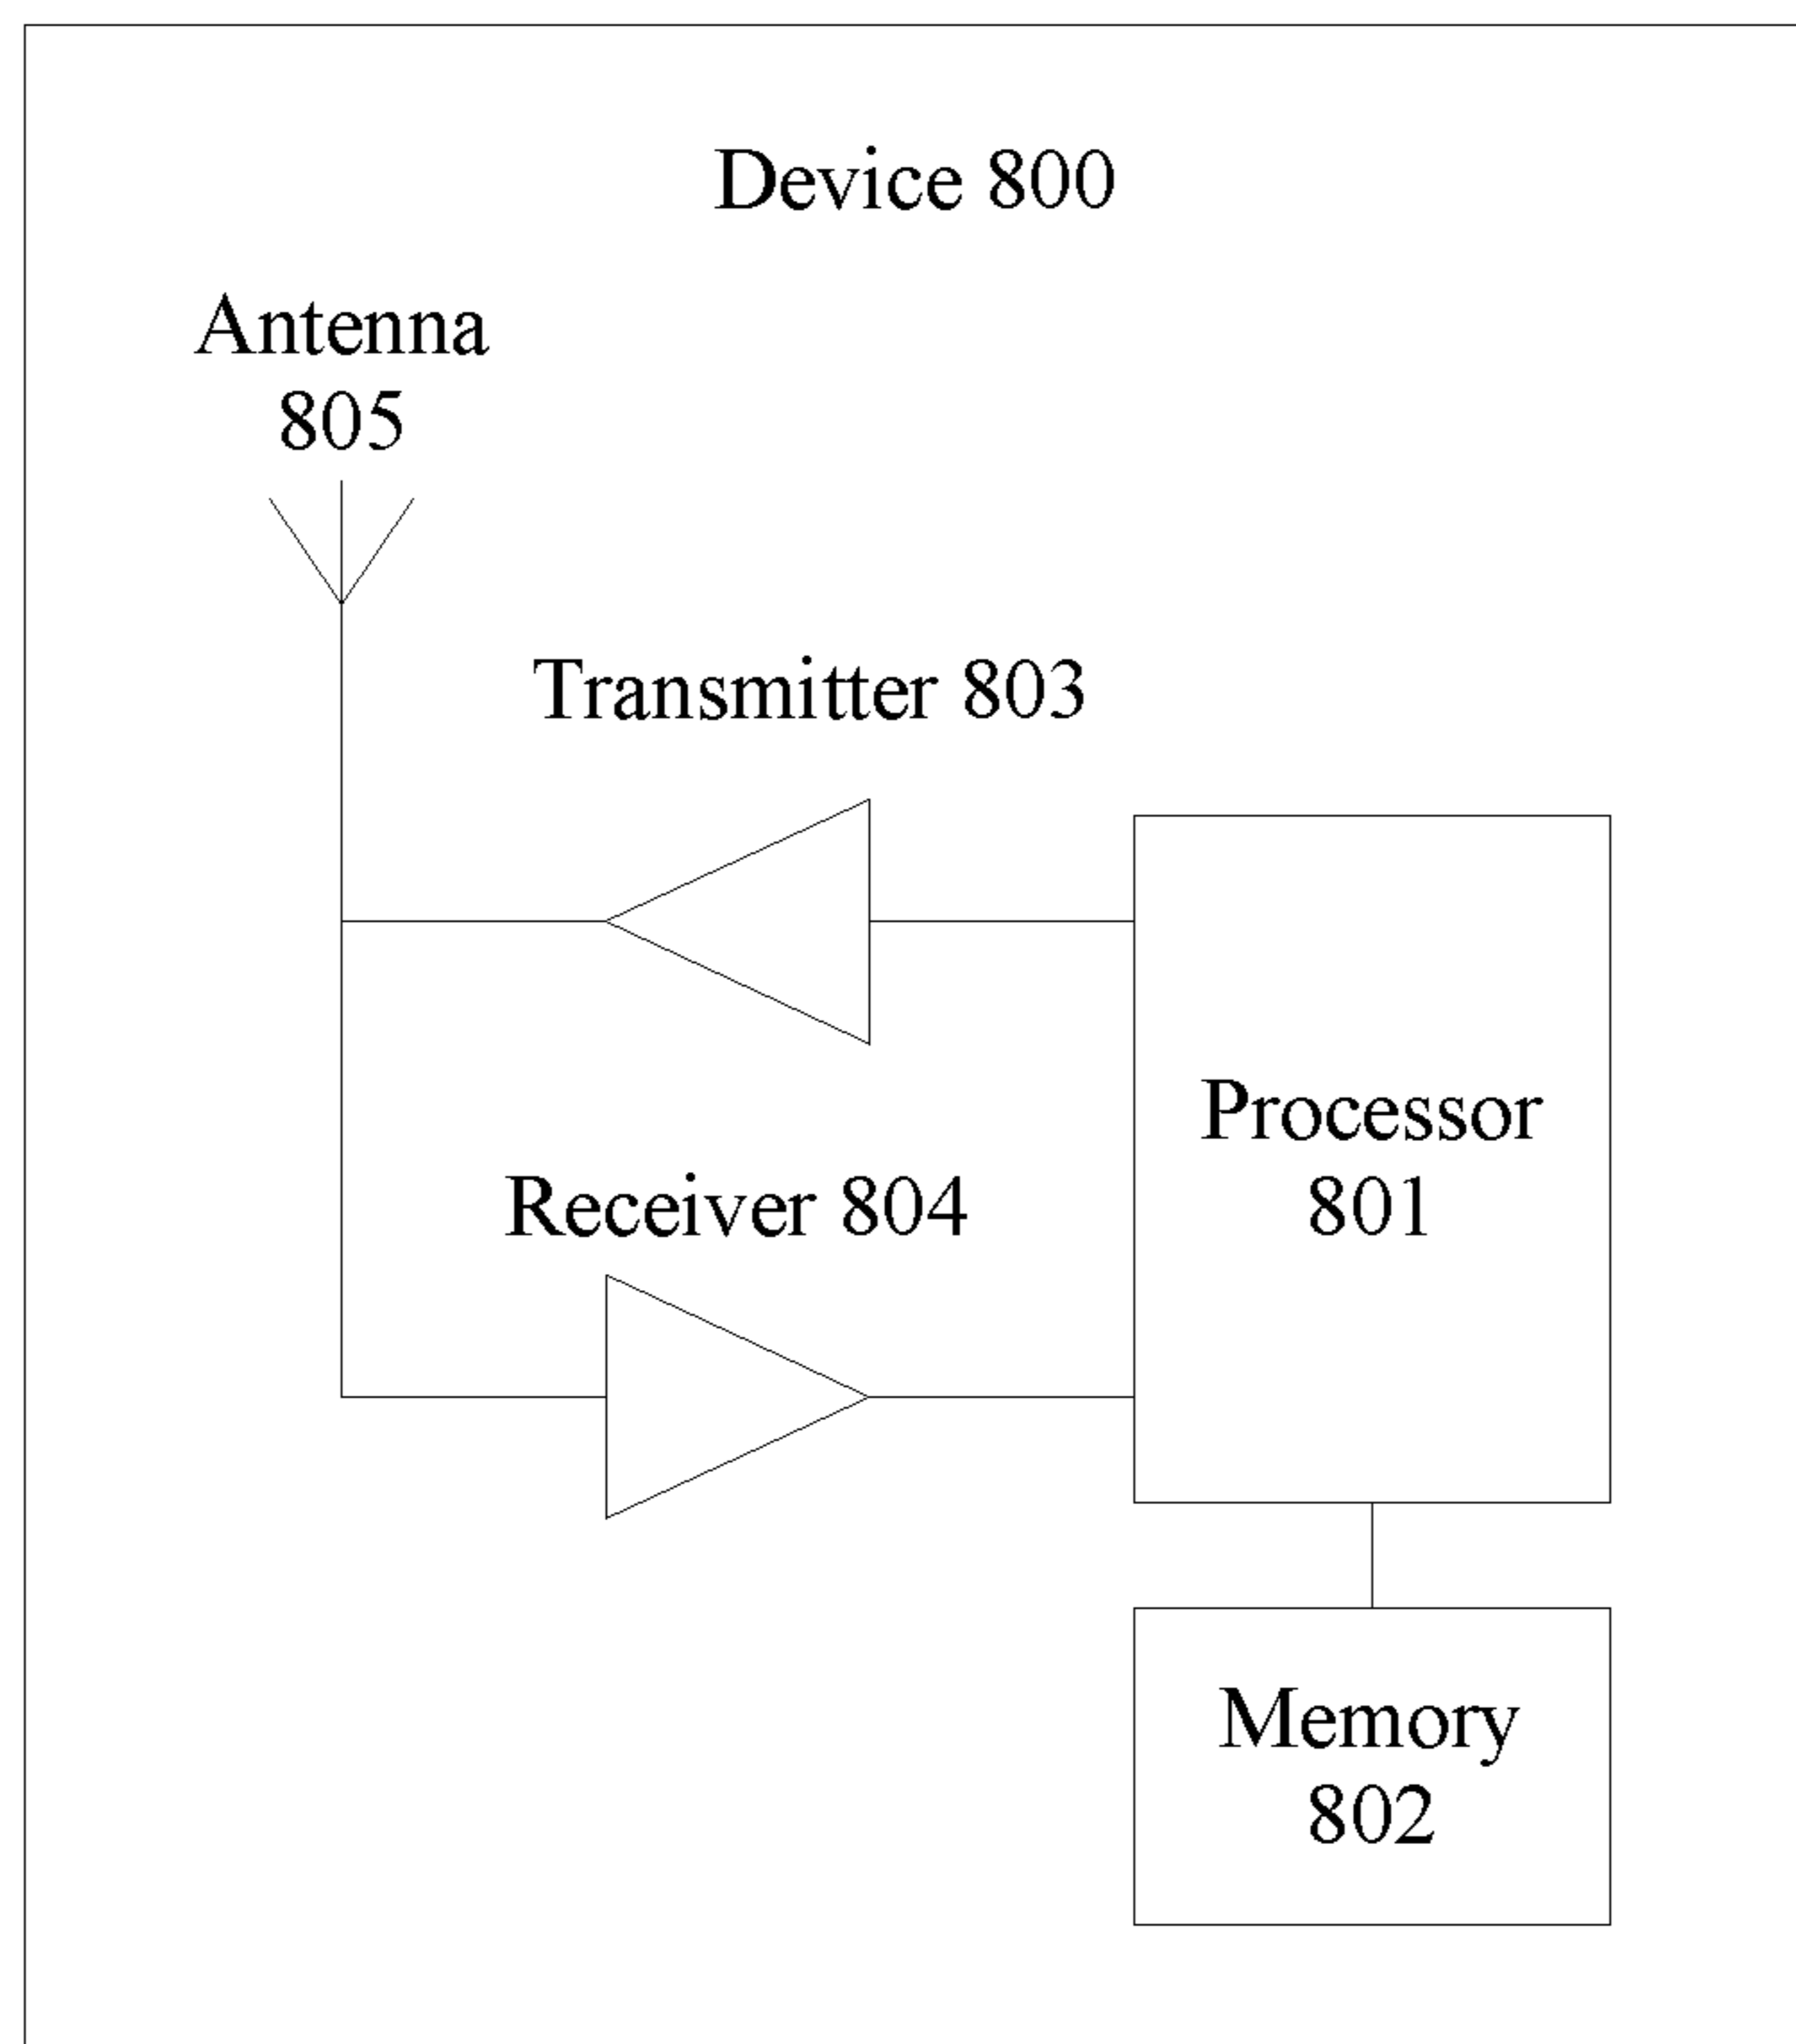 Device 800
Antenna
805
Transmitter 803
Processor
801
Receiver 804
Memory
802